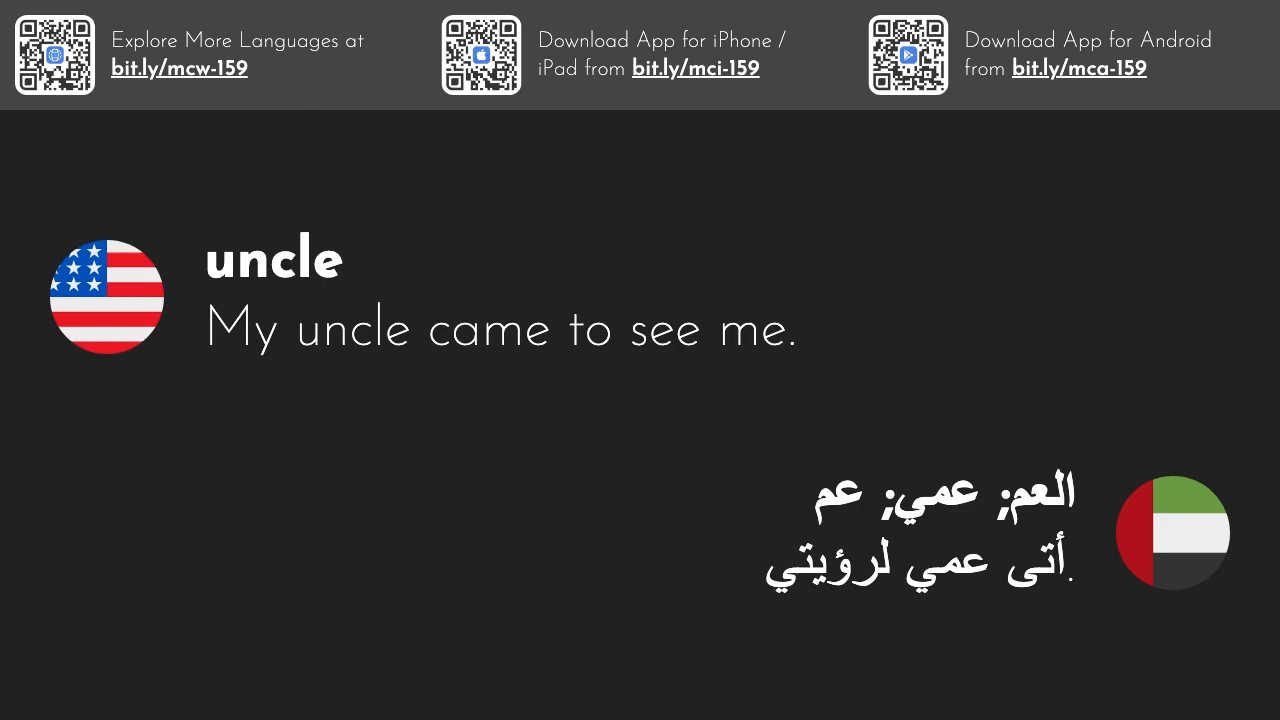 Explore More Languages at
bit.ly/mcw-159
Download App for iPhone /
iPad from bit.ly/mci-159
Download App for Android
from bit.ly/mca-159
uncle
My uncle came to see me.
العم; عمي; عم
أتى عمي لرؤيتي.